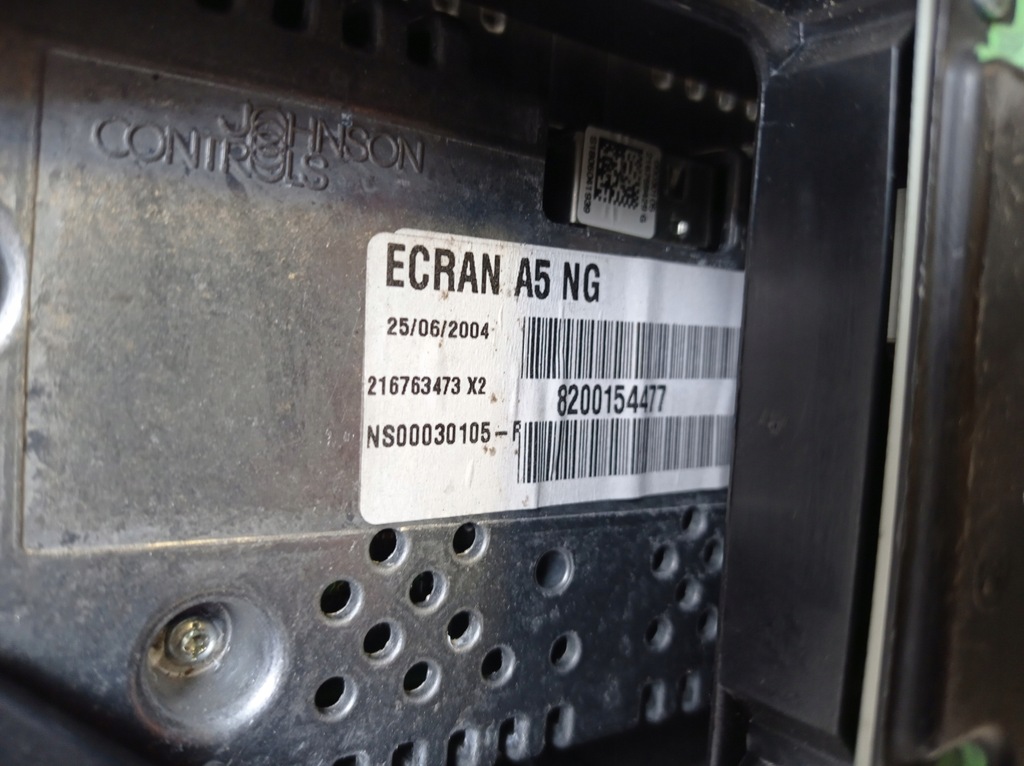 JOHNSON
CONTROLS
ECRAN A5 NG
25/06/2004
216763473 X2
8200154477
NS00030105-